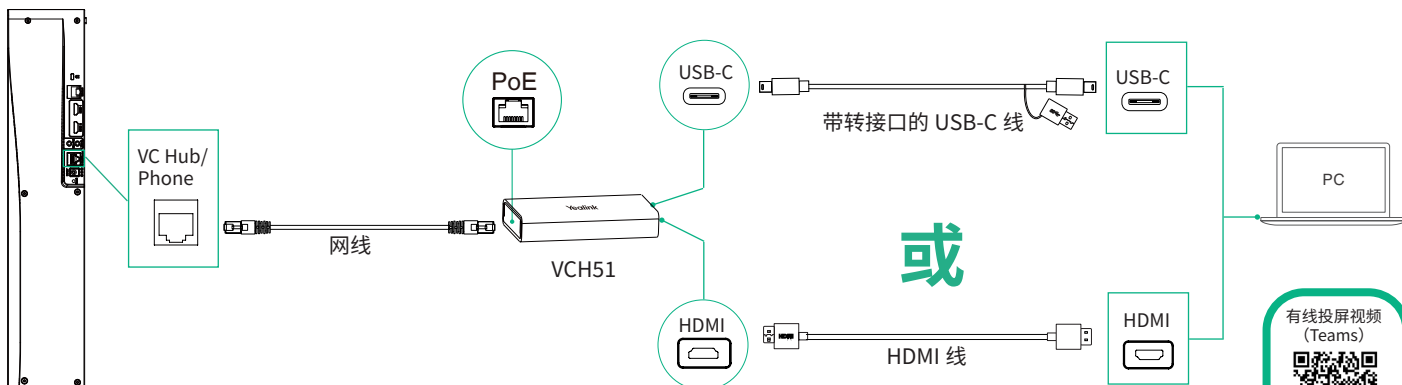 VC Hub/
Phone
网线
PoE
Yealink
VCH51
USB-C
带转接口的 USB-C 线
USB-C
或
HDMI
HDMI
HDMI 线
HDMI
PC
有线投屏视频
（Teams）